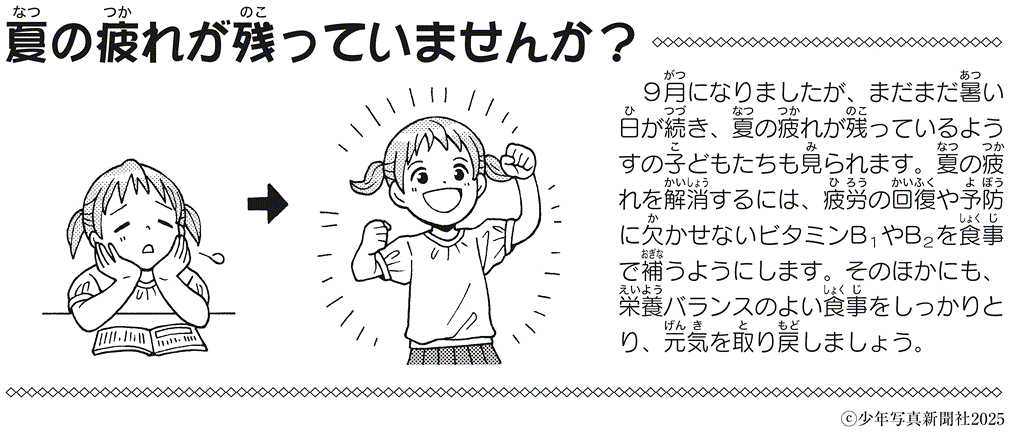 夏の疲れが残っていませんか?
9月になりましたが、まだまだ暑い
日が続き、夏の疲れが残っているよう
すの子どもたちも見られます。夏の疲
れを解消するには、疲労の回復や予防
に欠かせないビタミンB₁やB₂を食事
で補うようにします。そのほかにも、
栄養バランスのよい食事をしっかりと
り、元気を取り戻しましょう。
©少年写真新聞社2025